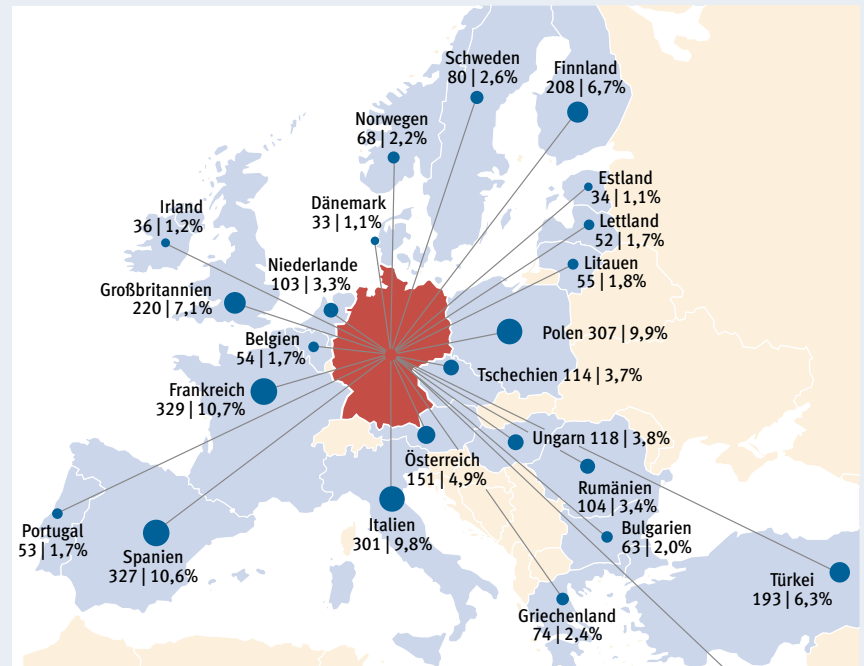 Schweden
80 | 2,6%
Finnland
208 | 6,7%
Norwegen
68 | 2,2%
Estland
34 | 1,1%
Irland
36 | 1,2%
Dänemark
33 | 1,1%
Lettland
52 | 1,7%
Litauen
55 | 1,8%
Niederlande
103 | 3,3%
Großbritannien
220 | 7,1%
Polen 307 | 9,9%
Belgien
54 | 1,7%
Tschechien 114 | 3,7%
Frankreich
329 | 10,7%
Ungarn 118 | 3,8%
Österreich
151 | 4,9%
Rumänien
104 | 3,4%
Italien
301 | 9,8%
Bulgarien
63 | 2,0%
Portugal
53 | 1,7%
Spanien
327 | 10,6%
Türkei
193 | 6,3%
Griechenland
74 | 2,4%